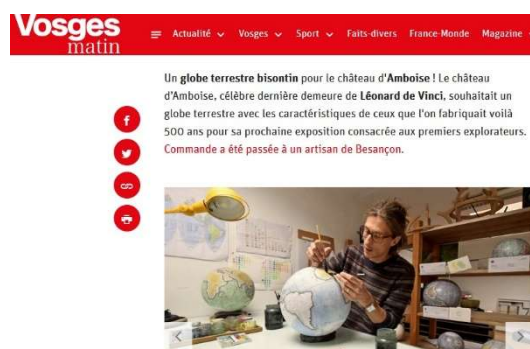 Vosges
matin
Actualité Vosges Sport Faits-divers France-Monde Magazine
Un globe terrestre bisontin pour le château d'Amboise ! Le château
d'Amboise, célèbre dernière demeure de Léonard de Vinci, souhaitait un
globe terrestre avec les caractéristiques de ceux que l'on fabriquait voilà
500 ans pour sa prochaine exposition consacrée aux premiers explorateurs.
Commande a été passée à un artisan de Besançon.